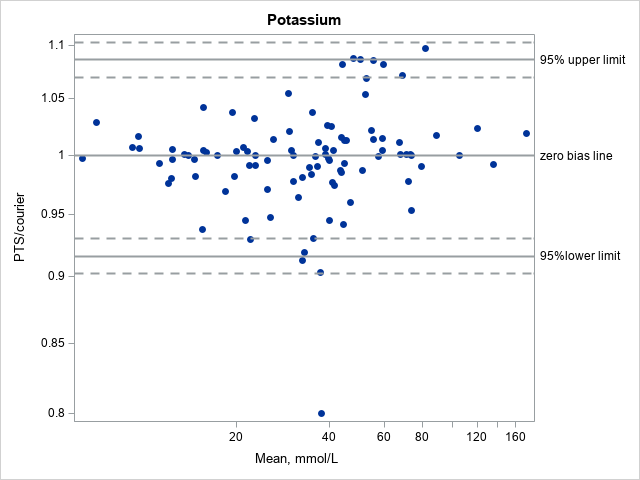 Potassium
1.1
1.05
1
0.95
0.9
0.85
0.8
PTS/courier
95% upper limit
zero bias line
95%lower limit
20
40
60
80
120
160
Mean, mmol/L